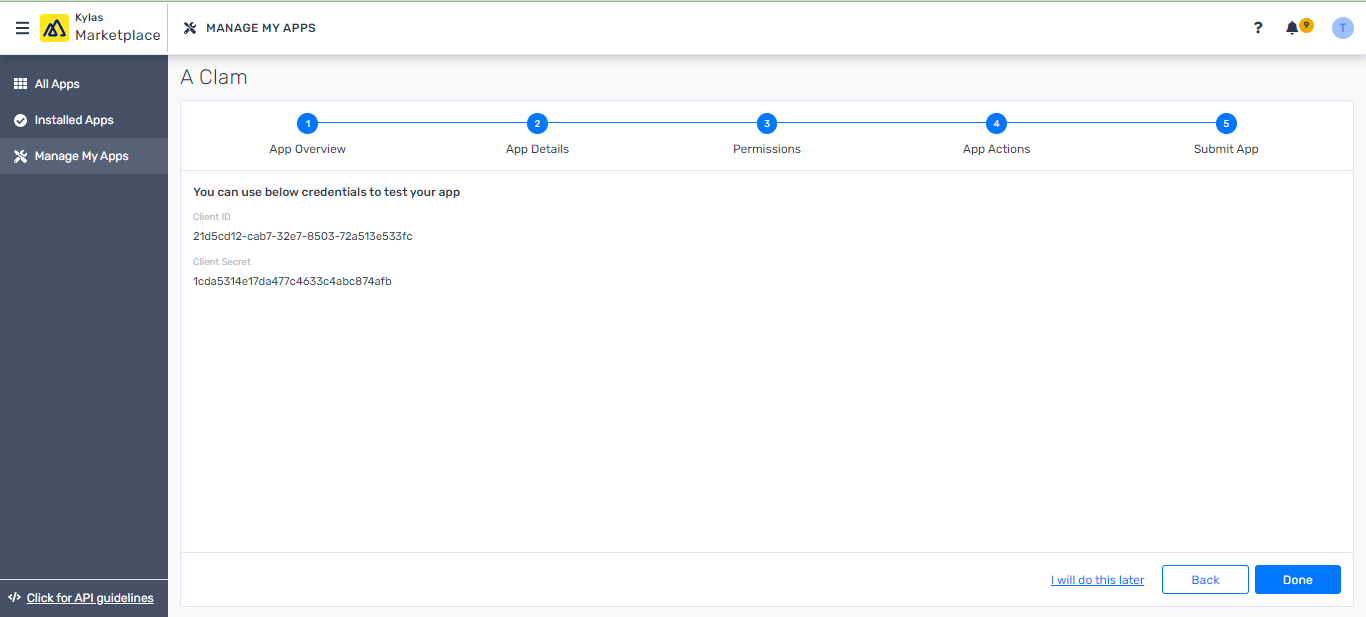 Kylas
Marketplace
MANAGE MY APPS
?
9
T
All Apps
Installed Apps
Manage My Apps
A Clam
1
2
3
4
5
App Overview
App Details
Permissions
App Actions
Submit App
You can use below credentials to test your app
Client ID
21d5cd12-cab7-32e7-8503-72a513e533fc
Client Secret
1cda5314e17da477c4633c4abc874afb
I will do this later
Back
Done
</> Click for API guidelines